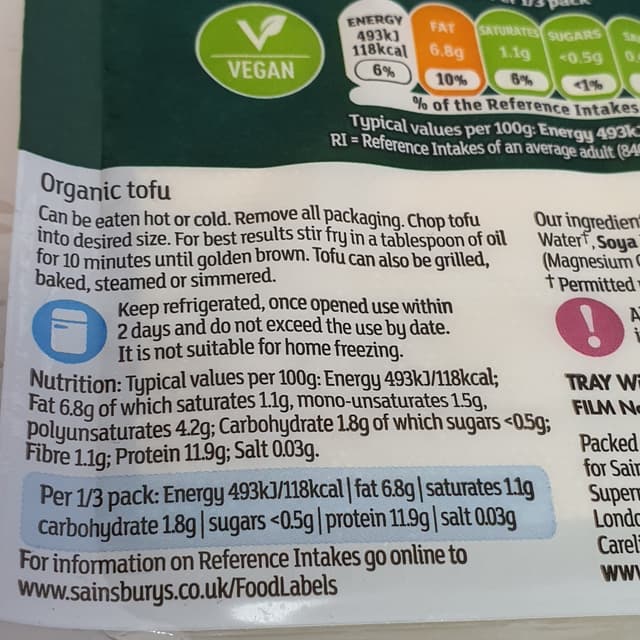 VEGAN
ENERGY
493kJ
118kcal
6%
FAT
6.8g
10%
SATURATES
1.1g
6%
SUGARS
<0.5g
<1%
% of the Reference Intakes
Typical values per 100g: Energy 493k
RI = Reference Intakes of an average adult (84
Organic tofu
Can be eaten hot or cold. Remove all packaging. Chop tofu
into desired size. For best results stir fry in a tablespoon of oil
for 10 minutes until golden brown. Tofu can also be grilled,
baked, steamed or simmered.
Keep refrigerated, once opened use within
2 days and do not exceed the use by date.
It is not suitable for home freezing.
Nutrition: Typical values per 100g: Energy 493kJ/118kcal;
Fat 6.8g of which saturates 1.1g, mono-unsaturates 1.5g,
polyunsaturates 4.2g; Carbohydrate 1.8g of which sugars <0.5g;
Fibre 1.1g; Protein 11.9g; Salt 0.03g.
Per 1/3 pack: Energy 493kJ/118kcal | fat 6.8g | saturates 1.1g
carbohydrate 1.8g | sugars <0.5g | protein 11.9g | salt 0.03g
For information on Reference Intakes go online to
www.sainsburys.co.uk/FoodLabels
Our ingredien
Water†, Soya
(Magnesium
† Permitted
!
TRAY
FILM
Packed
for Sai
Super
Londo
Care
www